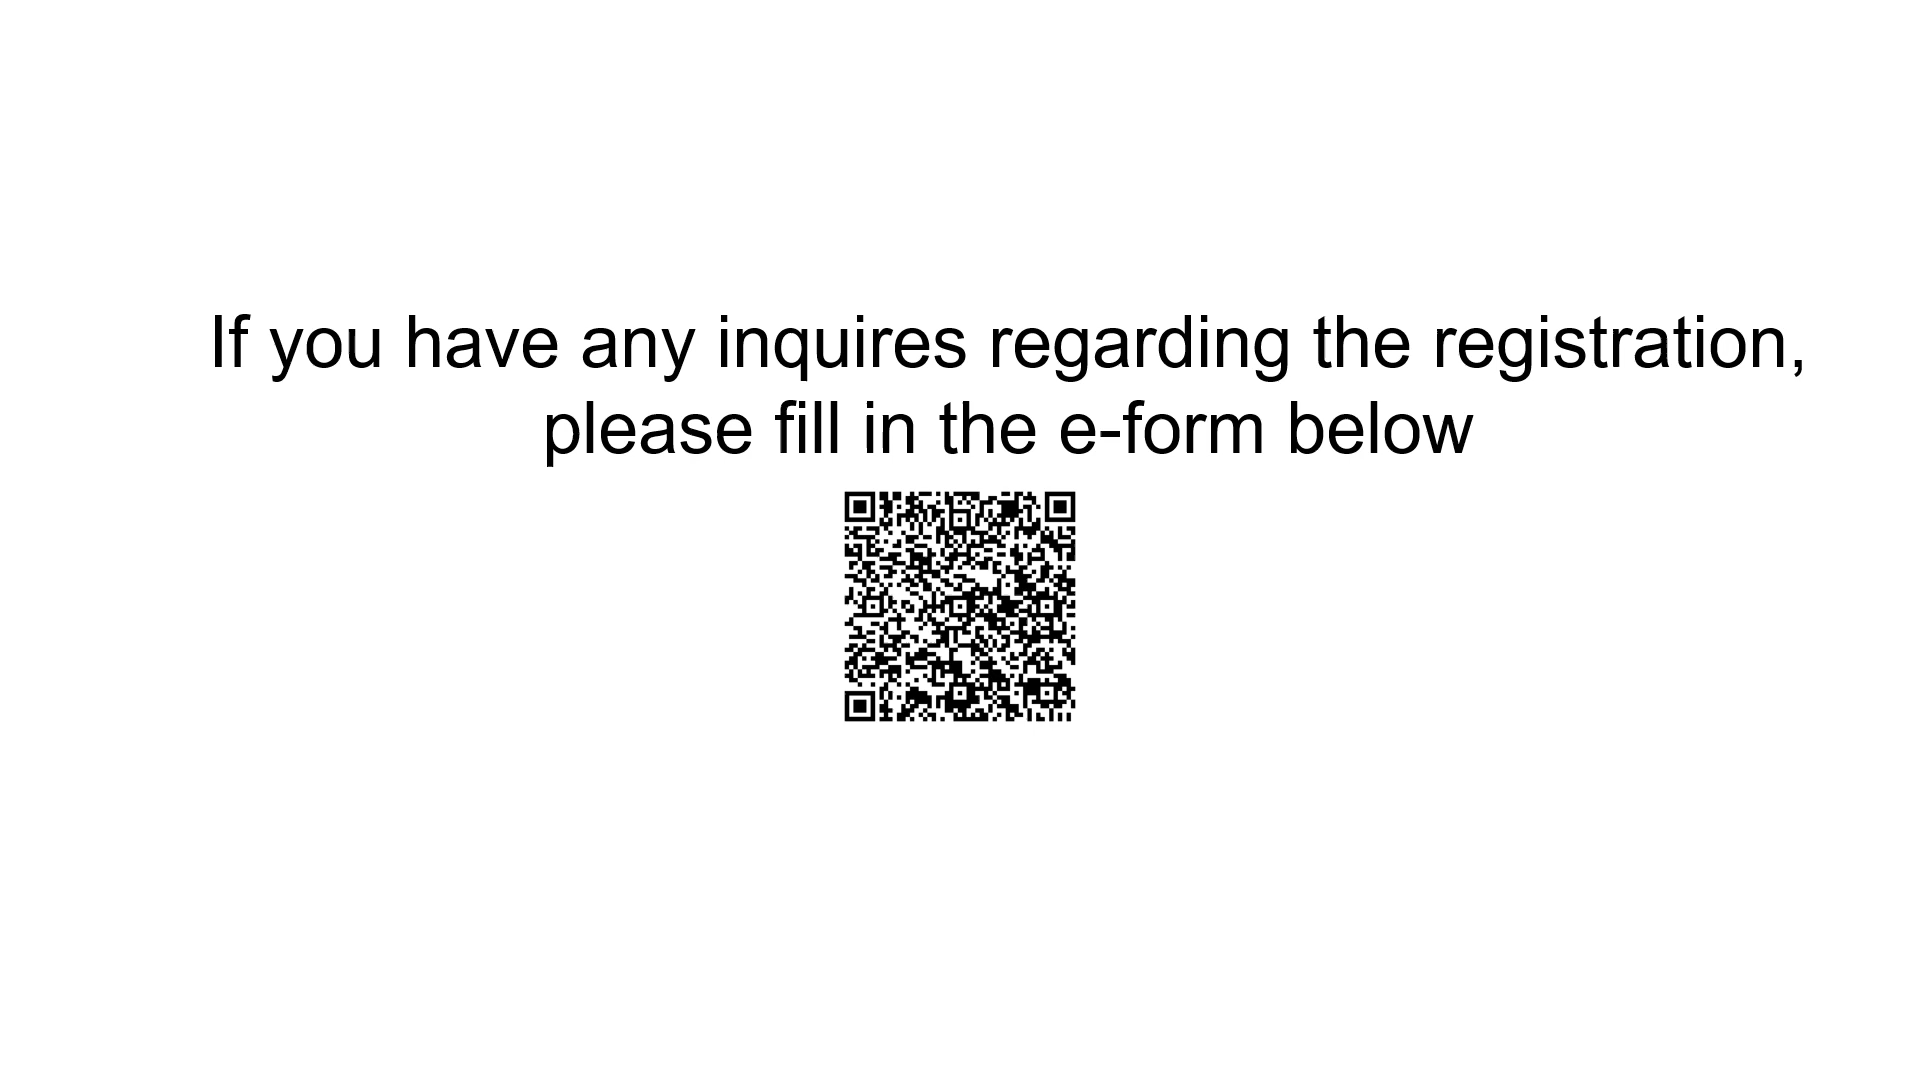 If you have any inquires regarding the registration,
please fill in the e-form below